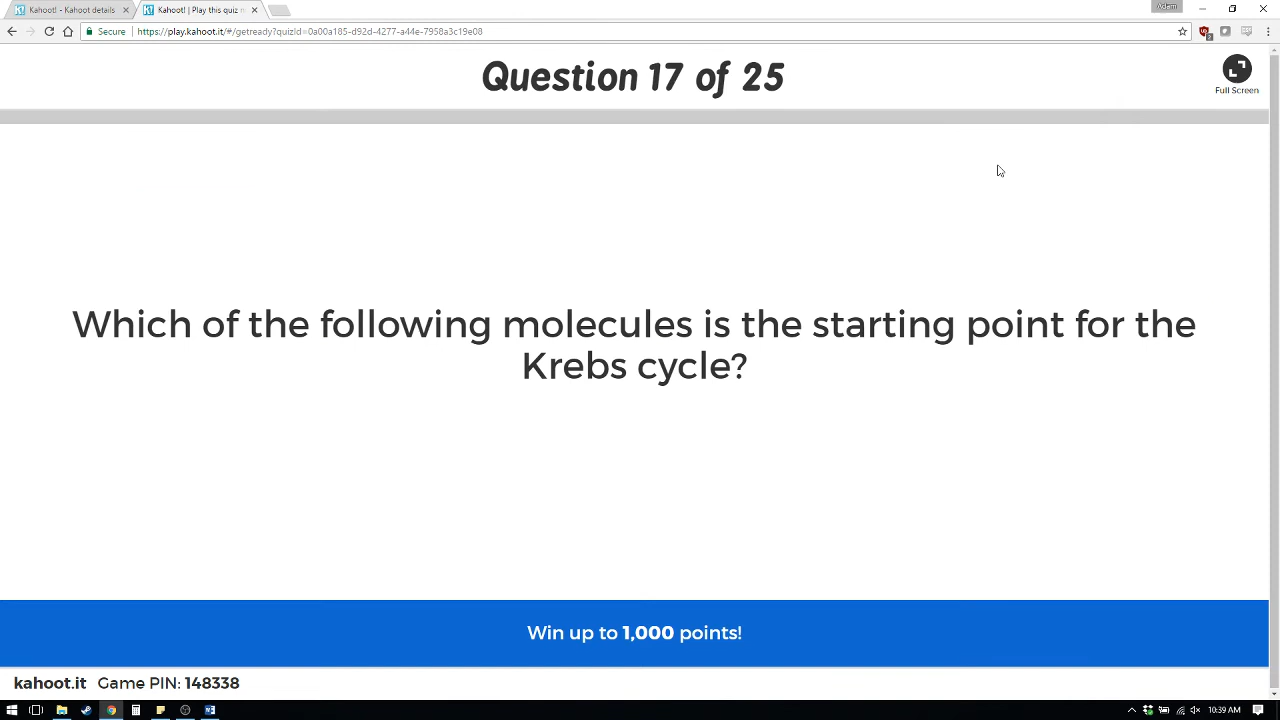 Adam
Kahoot! - Kahoot details
Kahoot! | Play this quiz n
Secure
https://play.kahoot.it/#/getready?quizId=0a00a185-d92d-4277-a44e-7958a3c19e08
2
Question 17 of 25
Full Screen
Which of the following molecules is the starting point for the
Krebs cycle?
Win up to 1,000 points!
kahoot.it Game PIN: 148338
10:39 AM